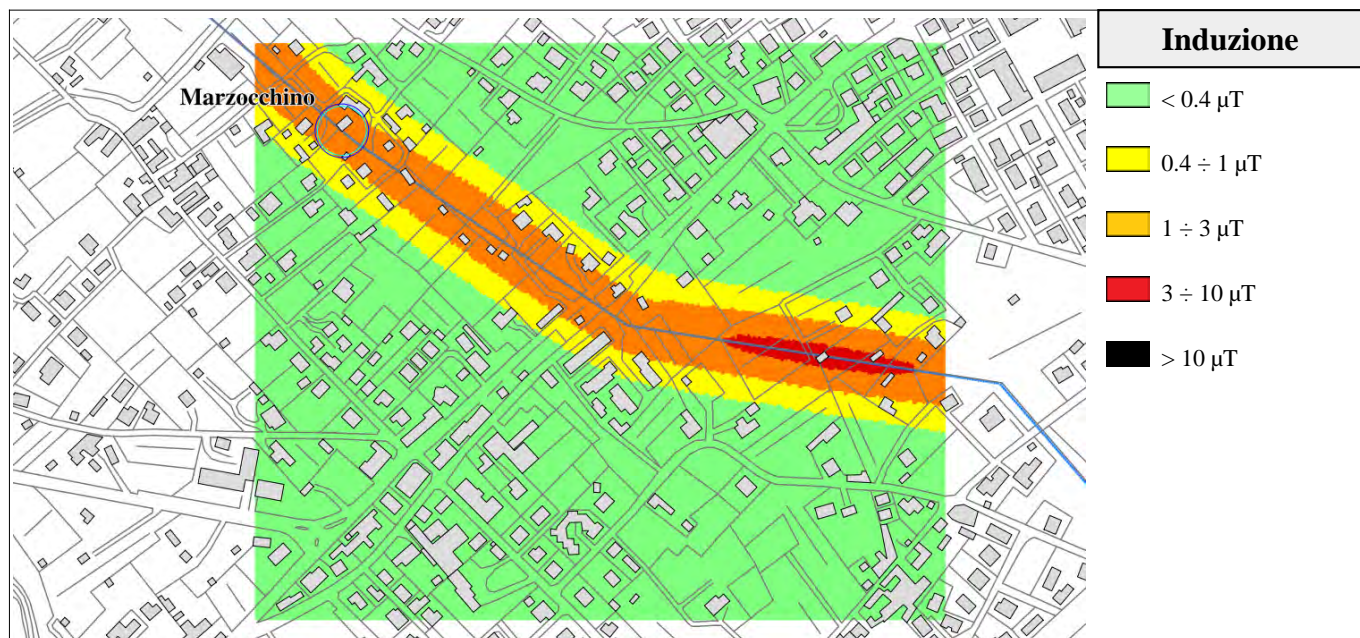 Marzocchino
Induzione
< 0.4 µT
0.4 ÷ 1 µT
1 ÷ 3 µT
3 ÷ 10 µT
> 10 µT